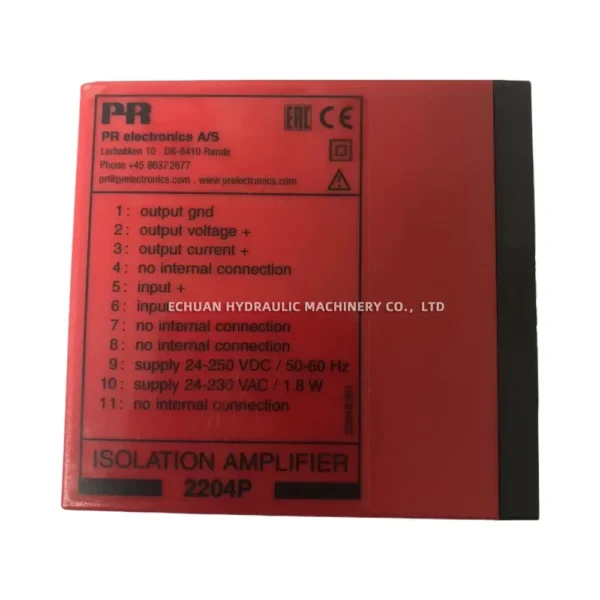 PR
PR electronics A/S
Lerbakken 10 DK-8410 Rønde
Phone +45 86372677
pr@prelectronics.com . www.prelectronics.com
EAC CE
1: output gnd
2: output voltage +
3: output current +
4: no internal connection
5: input +
6: input
ECHUAN HYDRAULIC MACHINERY CO., LTD
7: no internal connection
8: no internal connection
9: supply 24-250 VDC / 50-60 Hz
10: supply 24-230 VAC / 1.8 W
11: no internal connection
ISOLATION AMPLIFIER
2204P